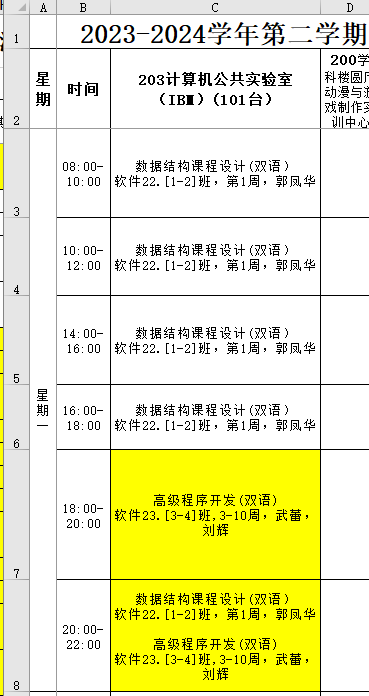 A B C D
1 2023-2024学年第二学期
2 星期 时间 203计算机公共实验室
(IBM)(101台)
200学
科楼圆厅
动漫与游
戏制作实
训中心
3 08:00-
10:00
数据结构课程设计(双语)
软件22.[1-2]班，第1周，郭凤华
4 10:00-
12:00
数据结构课程设计(双语)
软件22.[1-2]班，第1周，郭凤华
5 14:00-
16:00
数据结构课程设计(双语)
软件22.[1-2]班，第1周，郭凤华
星期一
6 16:00-
18:00
数据结构课程设计(双语)
软件22.[1-2]班，第1周，郭凤华
7 18:00-
20:00
高级程序开发(双语)
软件23.[3-4]班,3-10周，武蕾，
刘辉
8 20:00-
22:00
数据结构课程设计(双语)
软件22.[1-2]班，第1周，郭凤华
高级程序开发(双语)
软件23.[3-4]班,3-10周，武蕾，
刘辉